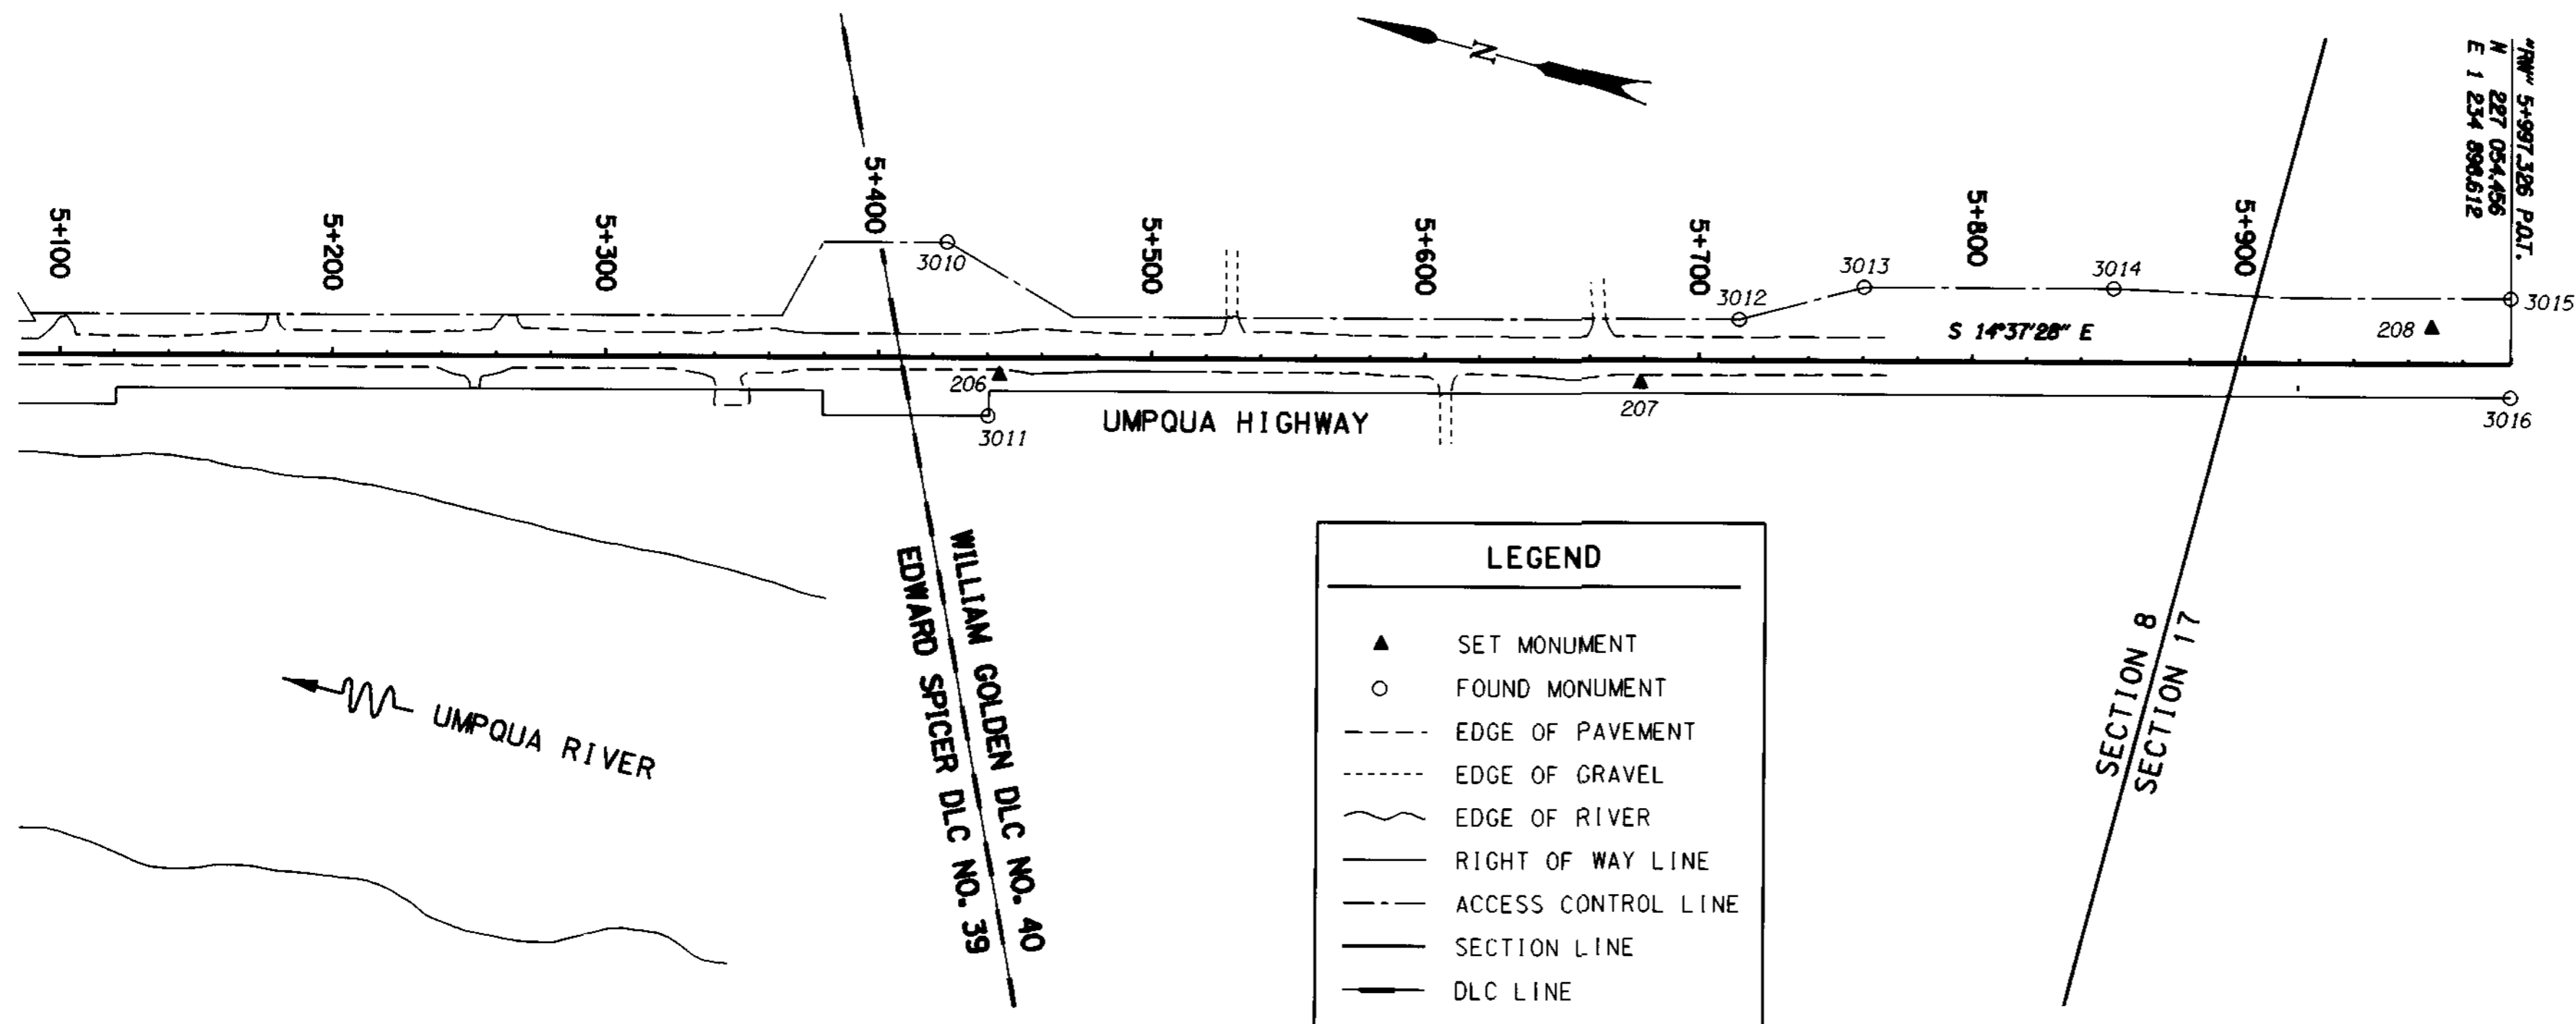 N
"RW" 5+997.326 P.O.T.
N 227 054.456
E 1 234 898.612
5+100
5+200
5+300
5+400
5+500
5+600
5+700
5+800
5+900
3010
3012
3013
3014
3015
S 14°37'28" E
208
206
207
3011
3016
UMPQUA HIGHWAY
WILLIAM GOLDEN DLC NO. 40
EDWARD SPICER DLC NO. 39
UMPQUA RIVER
SECTION 8
SECTION 17
LEGEND
SET MONUMENT
FOUND MONUMENT
EDGE OF PAVEMENT
EDGE OF GRAVEL
EDGE OF RIVER
RIGHT OF WAY LINE
ACCESS CONTROL LINE
SECTION LINE
DLC LINE